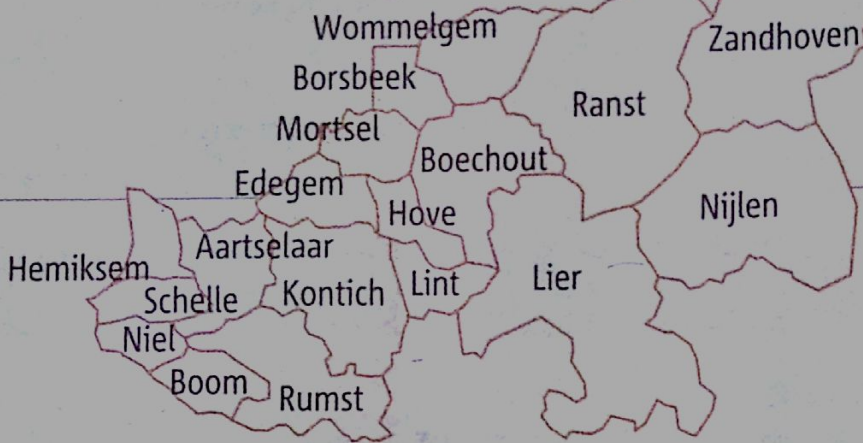 Wommelgem
Zandhoven
Borsbeek
Ranst
Mortsel
Boechout
Edegem
Hove
Nijlen
Aartselaar
Hemiksem
Schelle
Kontich
Lint
Lier
Niel
Boom
Rumst